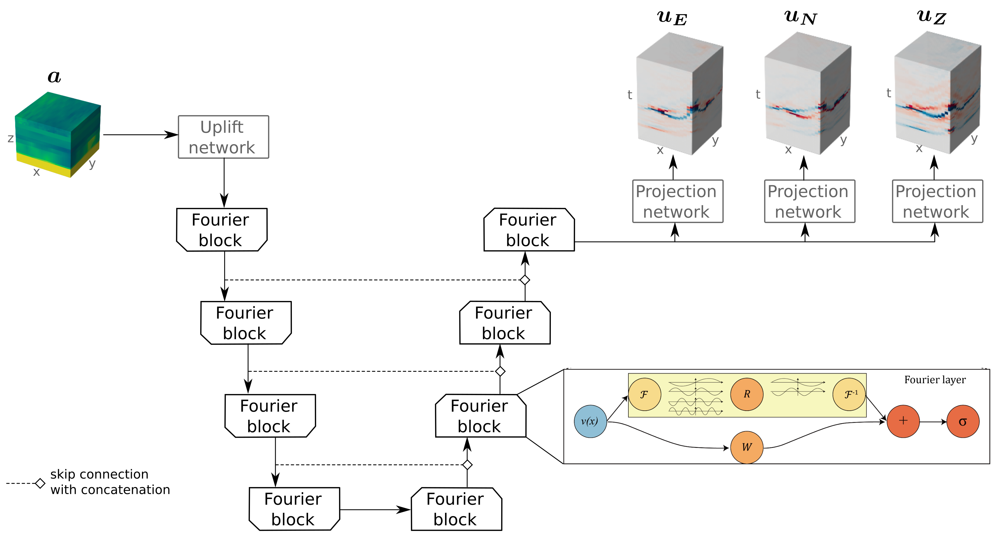 a
z
x
y
Uplift
network
Fourier
block
Fourier
block
Fourier
block
Fourier
block
Fourier
block
Fourier
block
Fourier
block
Fourier
block
Projection
network
Projection
network
Projection
network
u_E
t
x
y
u_N
t
x
y
u_Z
t
x
y
Fourier layer
v(x)
ℱ
R
ℱ⁻¹
W
+
σ
skip connection
with concatenation